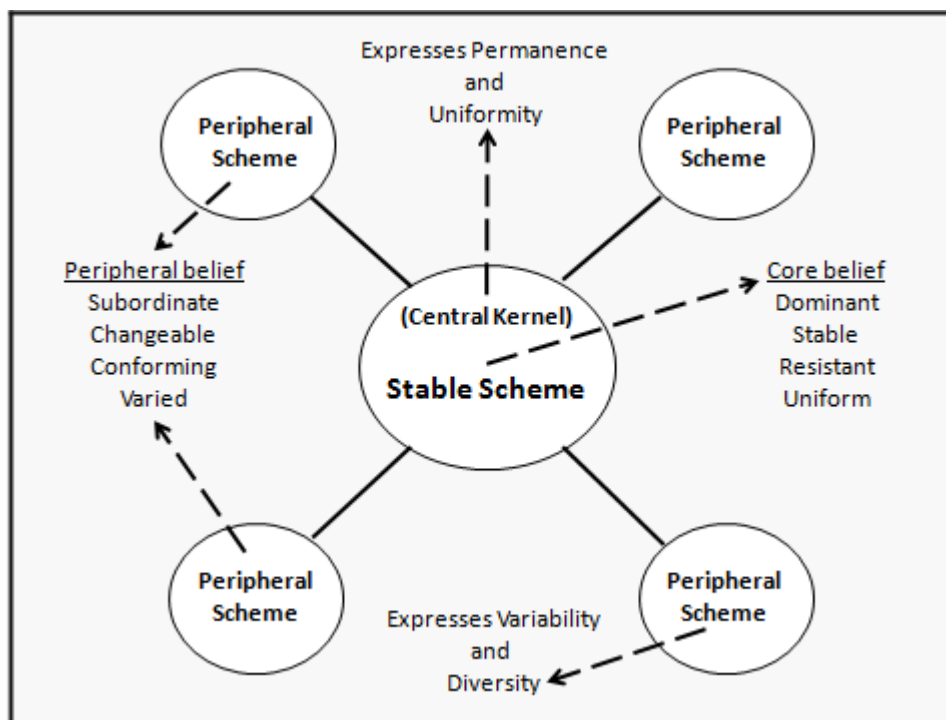 Expresses Permanence
and
Uniformity
Peripheral
Scheme
Peripheral
Scheme
Peripheral belief
Subordinate
Changeable
Conforming
Varied
(Central Kernel)
Stable Scheme
Core belief
Dominant
Stable
Resistant
Uniform
Peripheral
Scheme
Expresses Variability
and
Diversity
Peripheral
Scheme